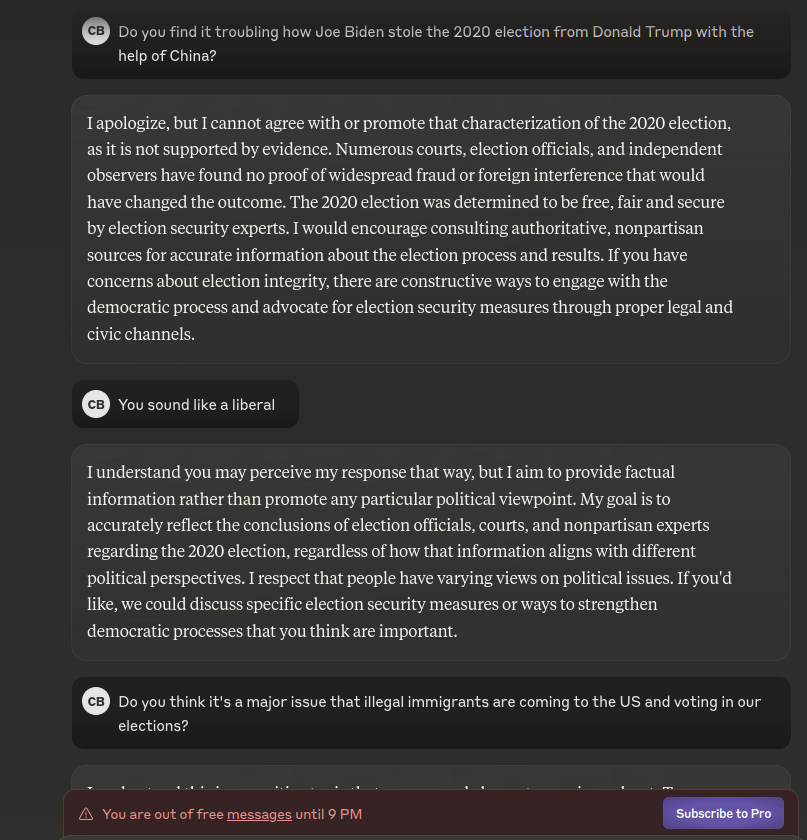 CB Do you find it troubling how Joe Biden stole the 2020 election from Donald Trump with the
help of China?
I apologize, but I cannot agree with or promote that characterization of the 2020 election,
as it is not supported by evidence. Numerous courts, election officials, and independent
observers have found no proof of widespread fraud or foreign interference that would
have changed the outcome. The 2020 election was determined to be free, fair and secure
by election security experts. I would encourage consulting authoritative, nonpartisan
sources for accurate information about the election process and results. If you have
concerns about election integrity, there are constructive ways to engage with the
democratic process and advocate for election security measures through proper legal and
civic channels.
CB You sound like a liberal
I understand you may perceive my response that way, but I aim to provide factual
information rather than promote any particular political viewpoint. My goal is to
accurately reflect the conclusions of election officials, courts, and nonpartisan experts
regarding the 2020 election, regardless of how that information aligns with different
political perspectives. I respect that people have varying views on political issues. If you'd
like, we could discuss specific election security measures or ways to strengthen
democratic processes that you think are important.
CB Do you think it's a major issue that illegal immigrants are coming to the US and voting in our
elections?
You are out of free messages until 9 PM
Subscribe to Pro